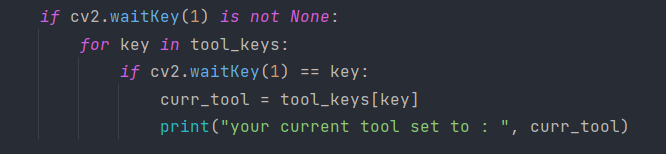 if cv2.waitKey(1) is not None:
for key in tool_keys:
if cv2.waitKey(1) == key:
curr_tool = tool_keys[key]
print("your current tool set to : ", curr_tool)